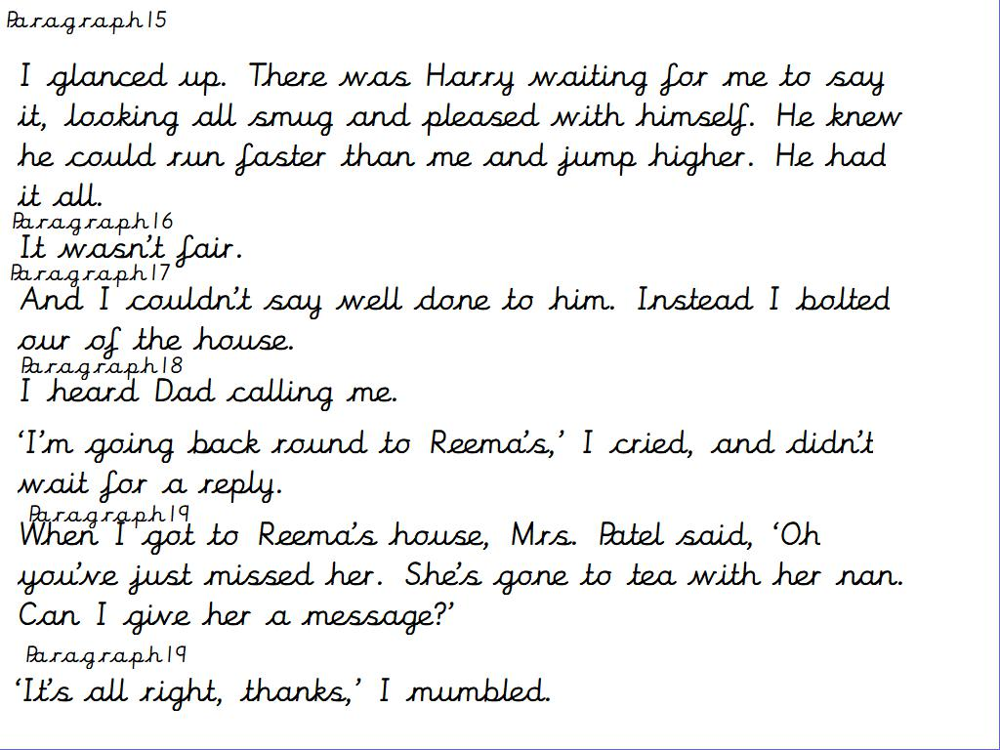 Paragraph15
I glanced up. There was Harry waiting for me to say
it, looking all smug and pleased with himself. He knew
he could run faster than me and jump higher. He had
it all.
Paragraph16
It wasn't fair.
Paragraph17
And I couldn't say well done to him. Instead I bolted
our of the house.
Paragraph18
I heard Dad calling me.
‘I'm going back round to Reema's,’ I cried, and didn't
wait for a reply.
Paragraph19
When I got to Reema's house, Mrs. Patel said, ‘Oh
you've just missed her. She's gone to tea with her nan.
Can I give her a message?’
Paragraph19
‘It's all right, thanks,’ I mumbled.